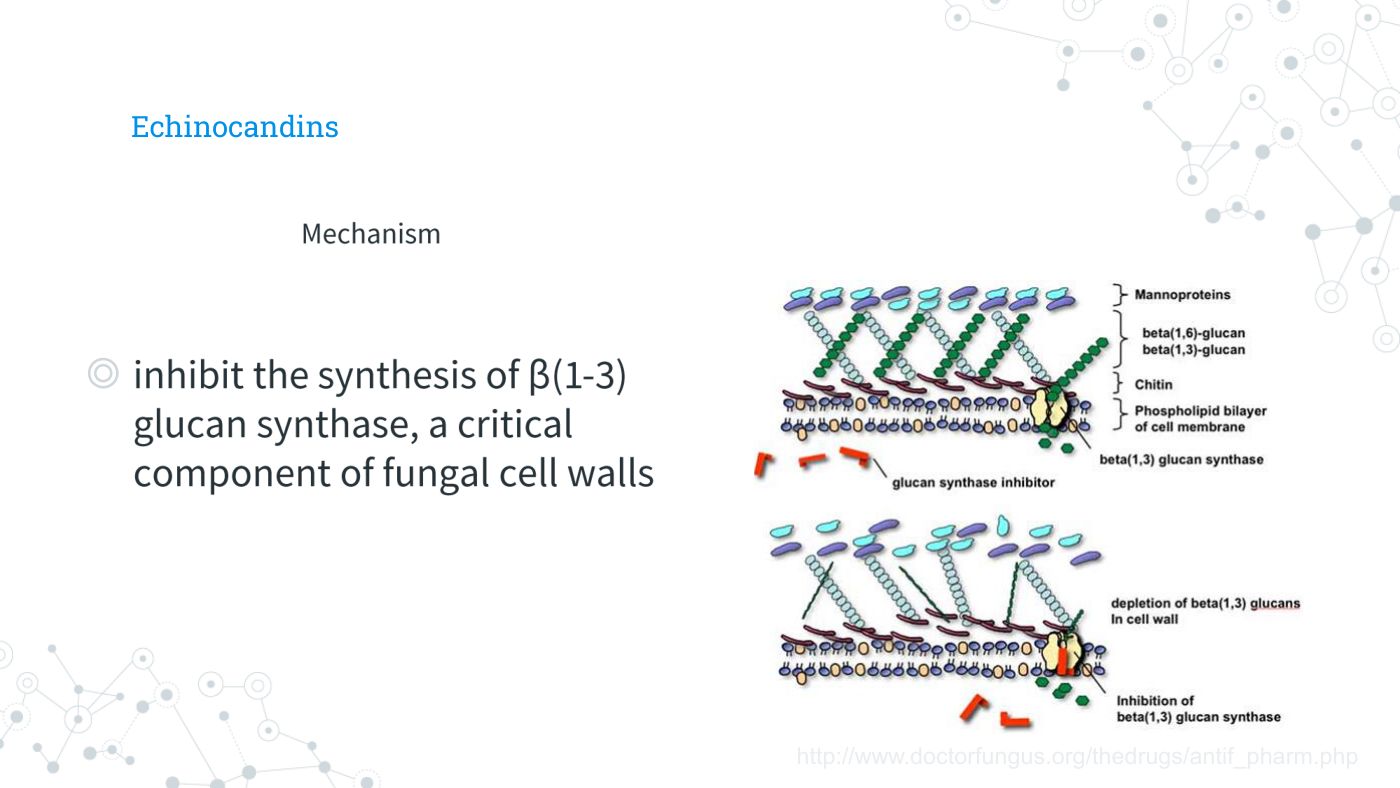 Echinocandins
Mechanism
inhibit the synthesis of β(1-3)
glucan synthase, a critical
component of fungal cell walls
Mannoproteins
beta(1,6)-glucan
beta(1,3)-glucan
Chitin
Phospholipid bilayer
of cell membrane
beta(1,3) glucan synthase
glucan synthase inhibitor
depletion of beta(1,3) glucans
In cell wall
Inhibition of
beta(1,3) glucan synthase
http://www.doctorfungus.org/thedrugs/antif_pharm.php